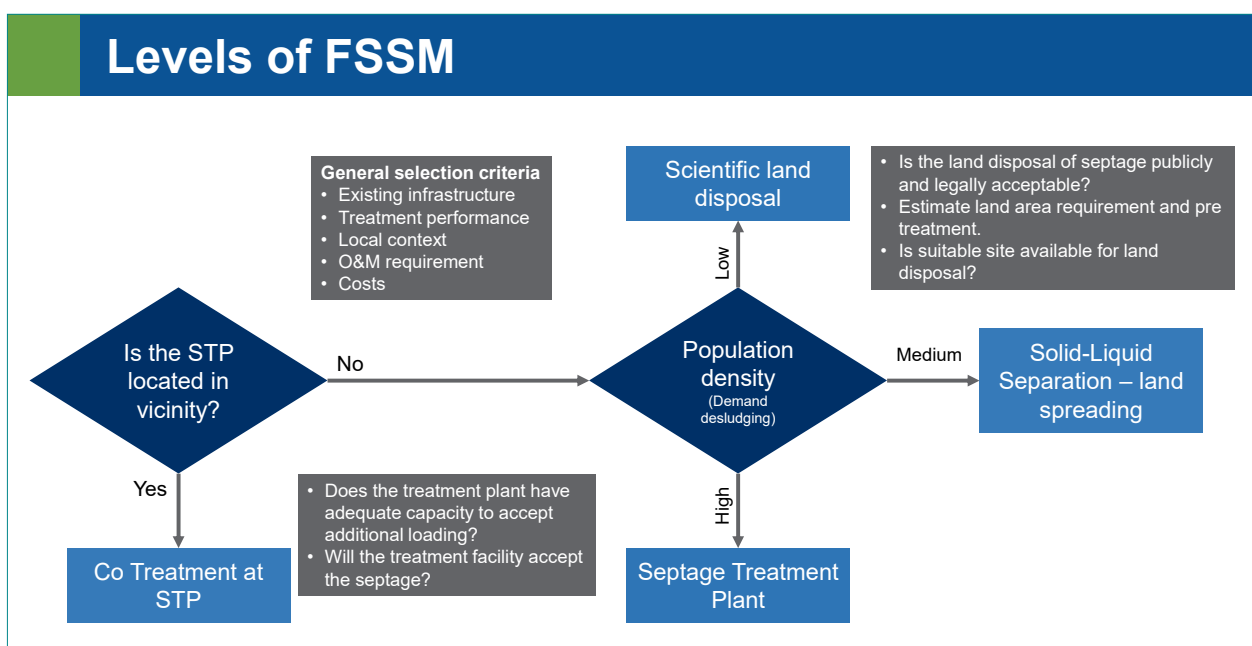 Levels of FSSM
General selection criteria
• Existing infrastructure
• Treatment performance
• Local context
• O&M requirement
• Costs
Is the STP
located in
vicinity?
No
Yes
Co Treatment at
STP
• Does the treatment plant have
adequate capacity to accept
additional loading?
• Will the treatment facility accept
the septage?
Scientific land
disposal
Low
Population
density
(Demand
desludging)
Medium
High
Septage Treatment
Plant
• Is the land disposal of septage publicly
and legally acceptable?
• Estimate land area requirement and pre
treatment.
• Is suitable site available for land
disposal?
Solid-Liquid
Separation – land
spreading